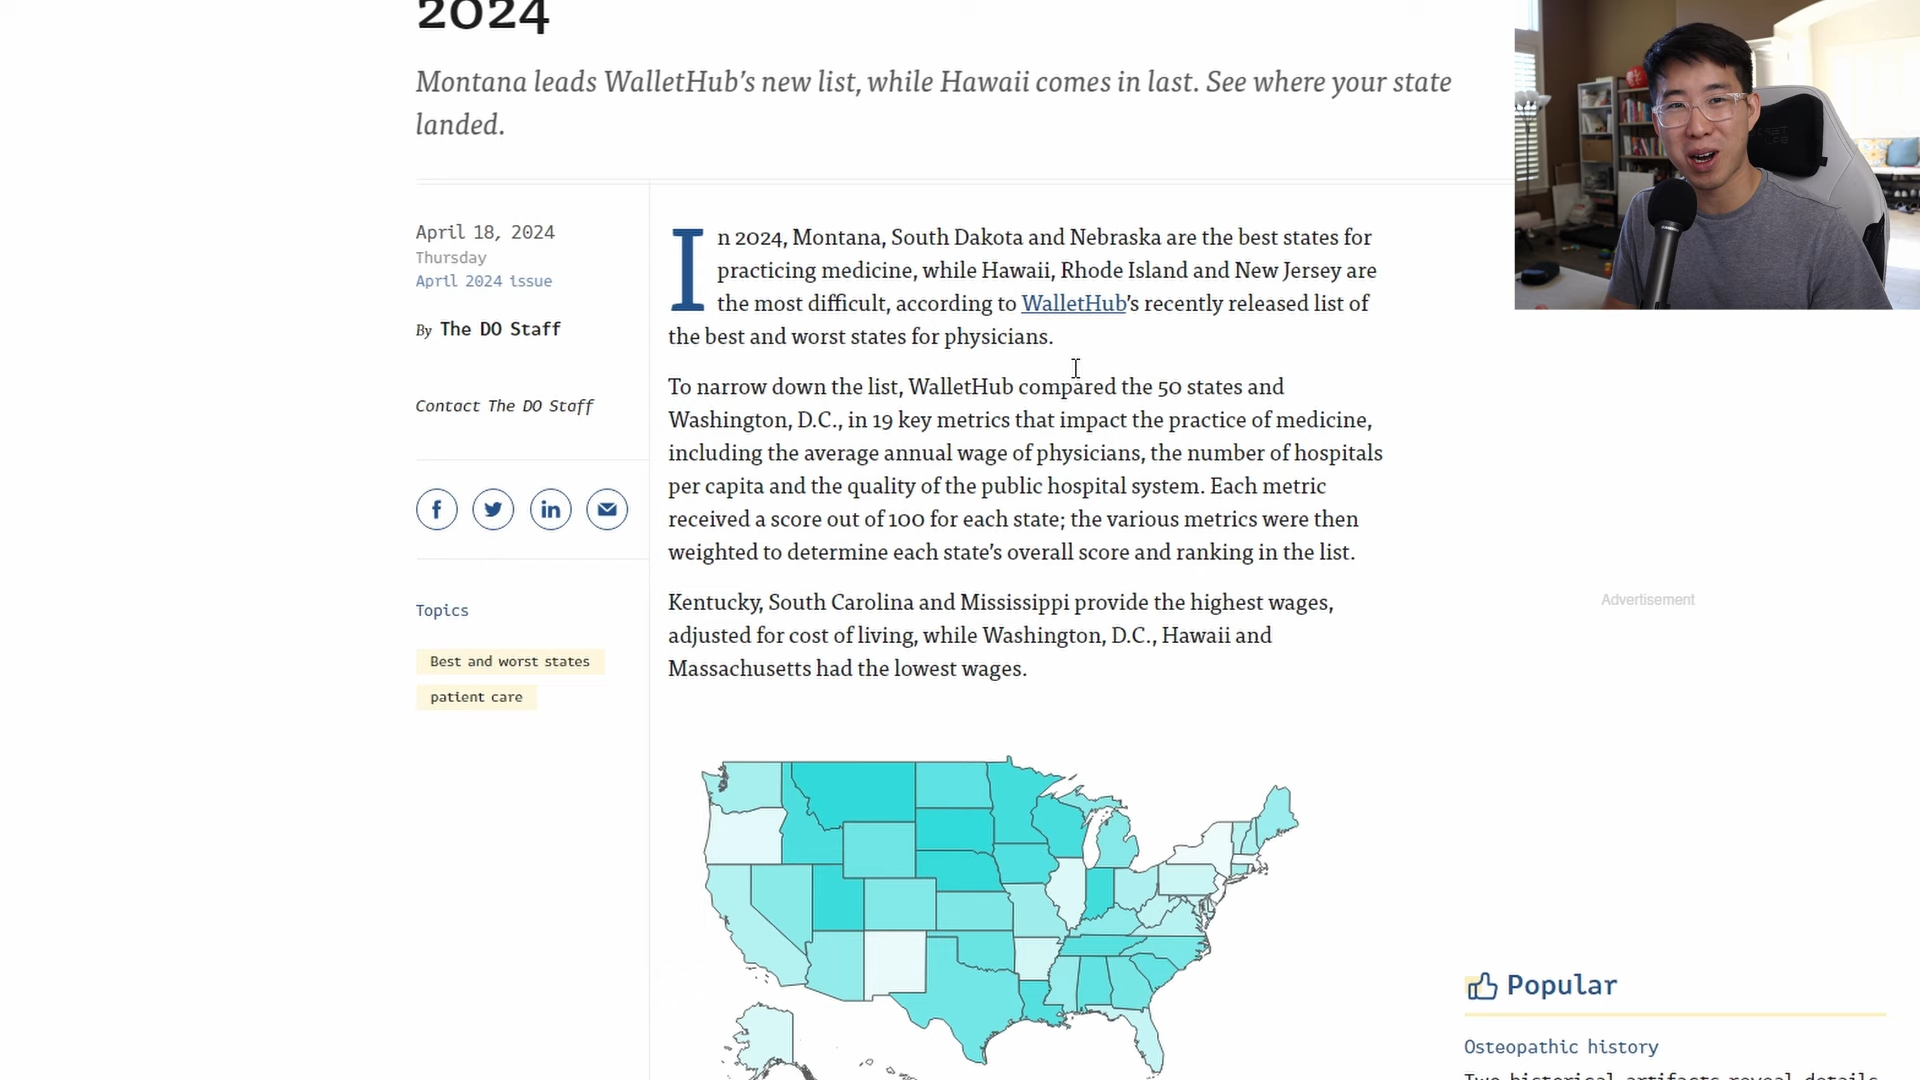 2024
Montana leads WalletHub’s new list, while Hawaii comes in last. See where your state
landed.
April 18, 2024
Thursday
April 2024 issue
By The DO Staff
Contact The DO Staff
Topics
Best and worst states
patient care
In 2024, Montana, South Dakota and Nebraska are the best states for
practicing medicine, while Hawaii, Rhode Island and New Jersey are
the most difficult, according to WalletHub’s recently released list of
the best and worst states for physicians.
To narrow down the list, WalletHub compared the 50 states and
Washington, D.C., in 19 key metrics that impact the practice of medicine,
including the average annual wage of physicians, the number of hospitals
per capita and the quality of the public hospital system. Each metric
received a score out of 100 for each state; the various metrics were then
weighted to determine each state’s overall score and ranking in the list.
Kentucky, South Carolina and Mississippi provide the highest wages,
adjusted for cost of living, while Washington, D.C., Hawaii and
Massachusetts had the lowest wages.
Advertisement
Popular
Osteopathic history
Two historical artifacts reveal details